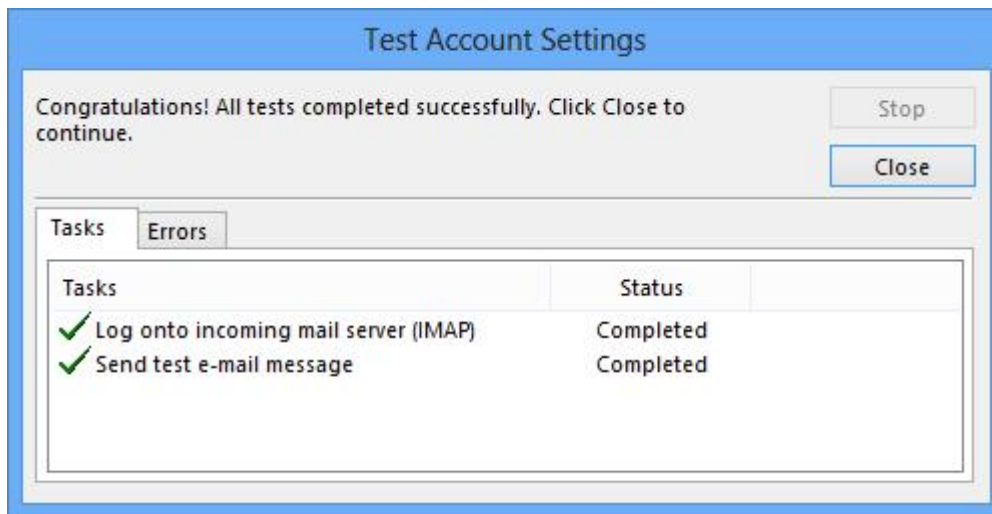 Test Account Settings
Congratulations! All tests completed successfully. Click Close to
continue.
Stop
Close
Tasks Errors
Tasks Status
Log onto incoming mail server (IMAP) Completed
Send test e-mail message Completed